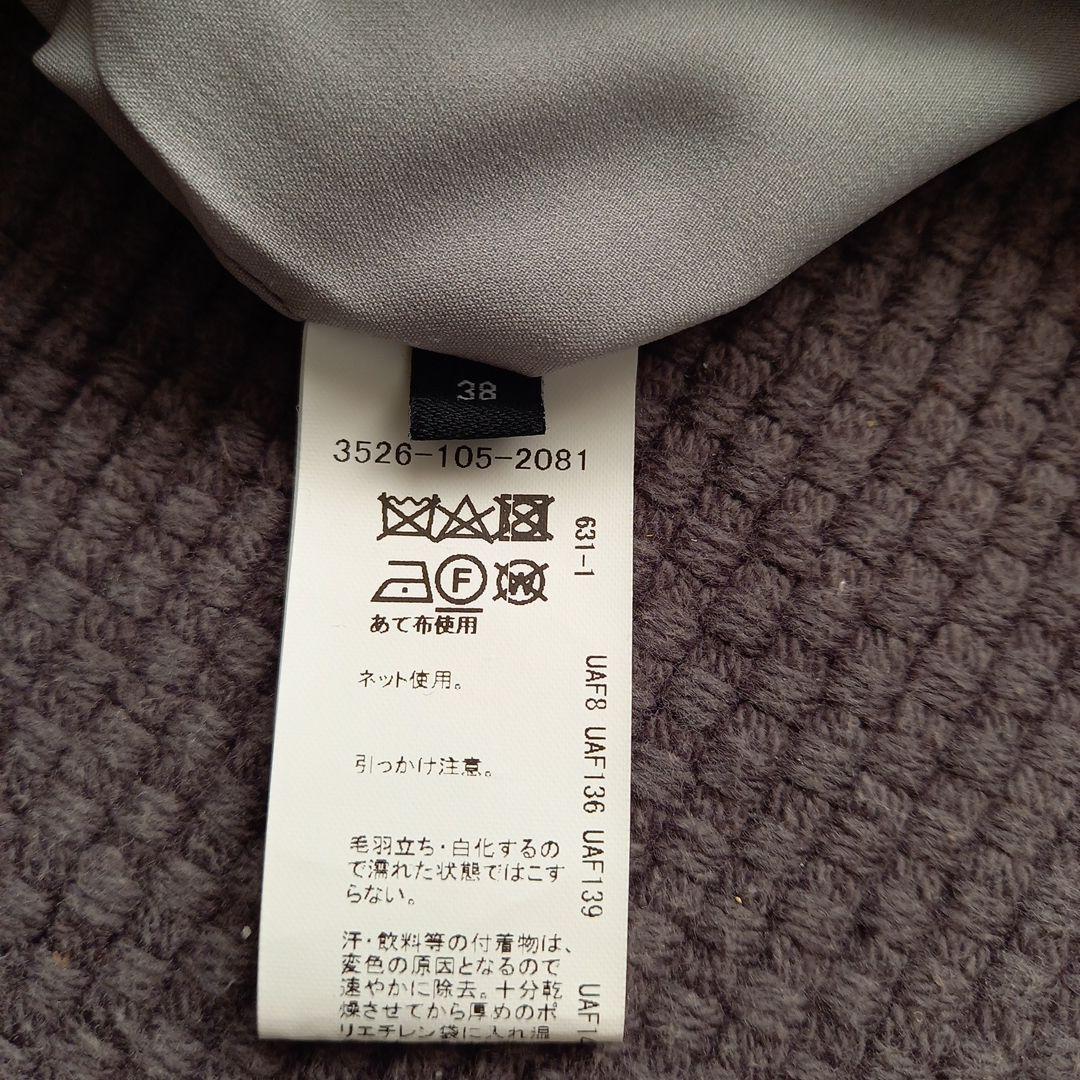 38
3526-105-2081
F
W
あて布使用
ネット使用。
引っかけ注意。
毛羽立ち・白化するの
で濡れた状態ではこす
らない。
汗・飲料等の付着物は、
変色の原因となるので
速やかに除去。十分乾
燥させてから厚めのポ
リエチレン袋に入れ温
631-1
UAF8 UAF136 UAF139